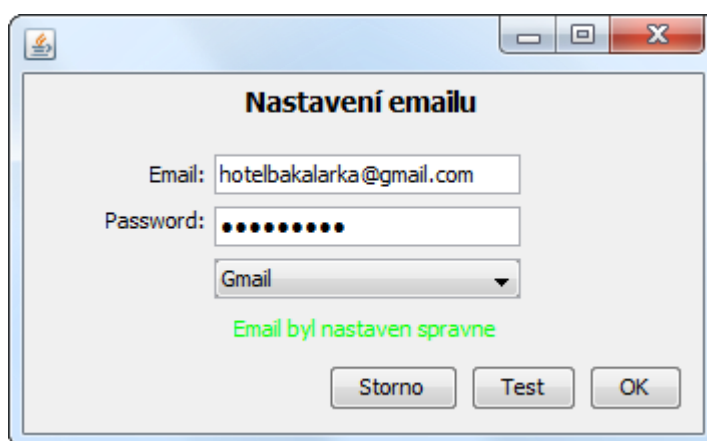 Nastavení emailu
Email: hotelbakalarka@gmail.com
Password: ●●●●●●●●●
Gmail
Email byl nastaven spravne
Storno Test OK